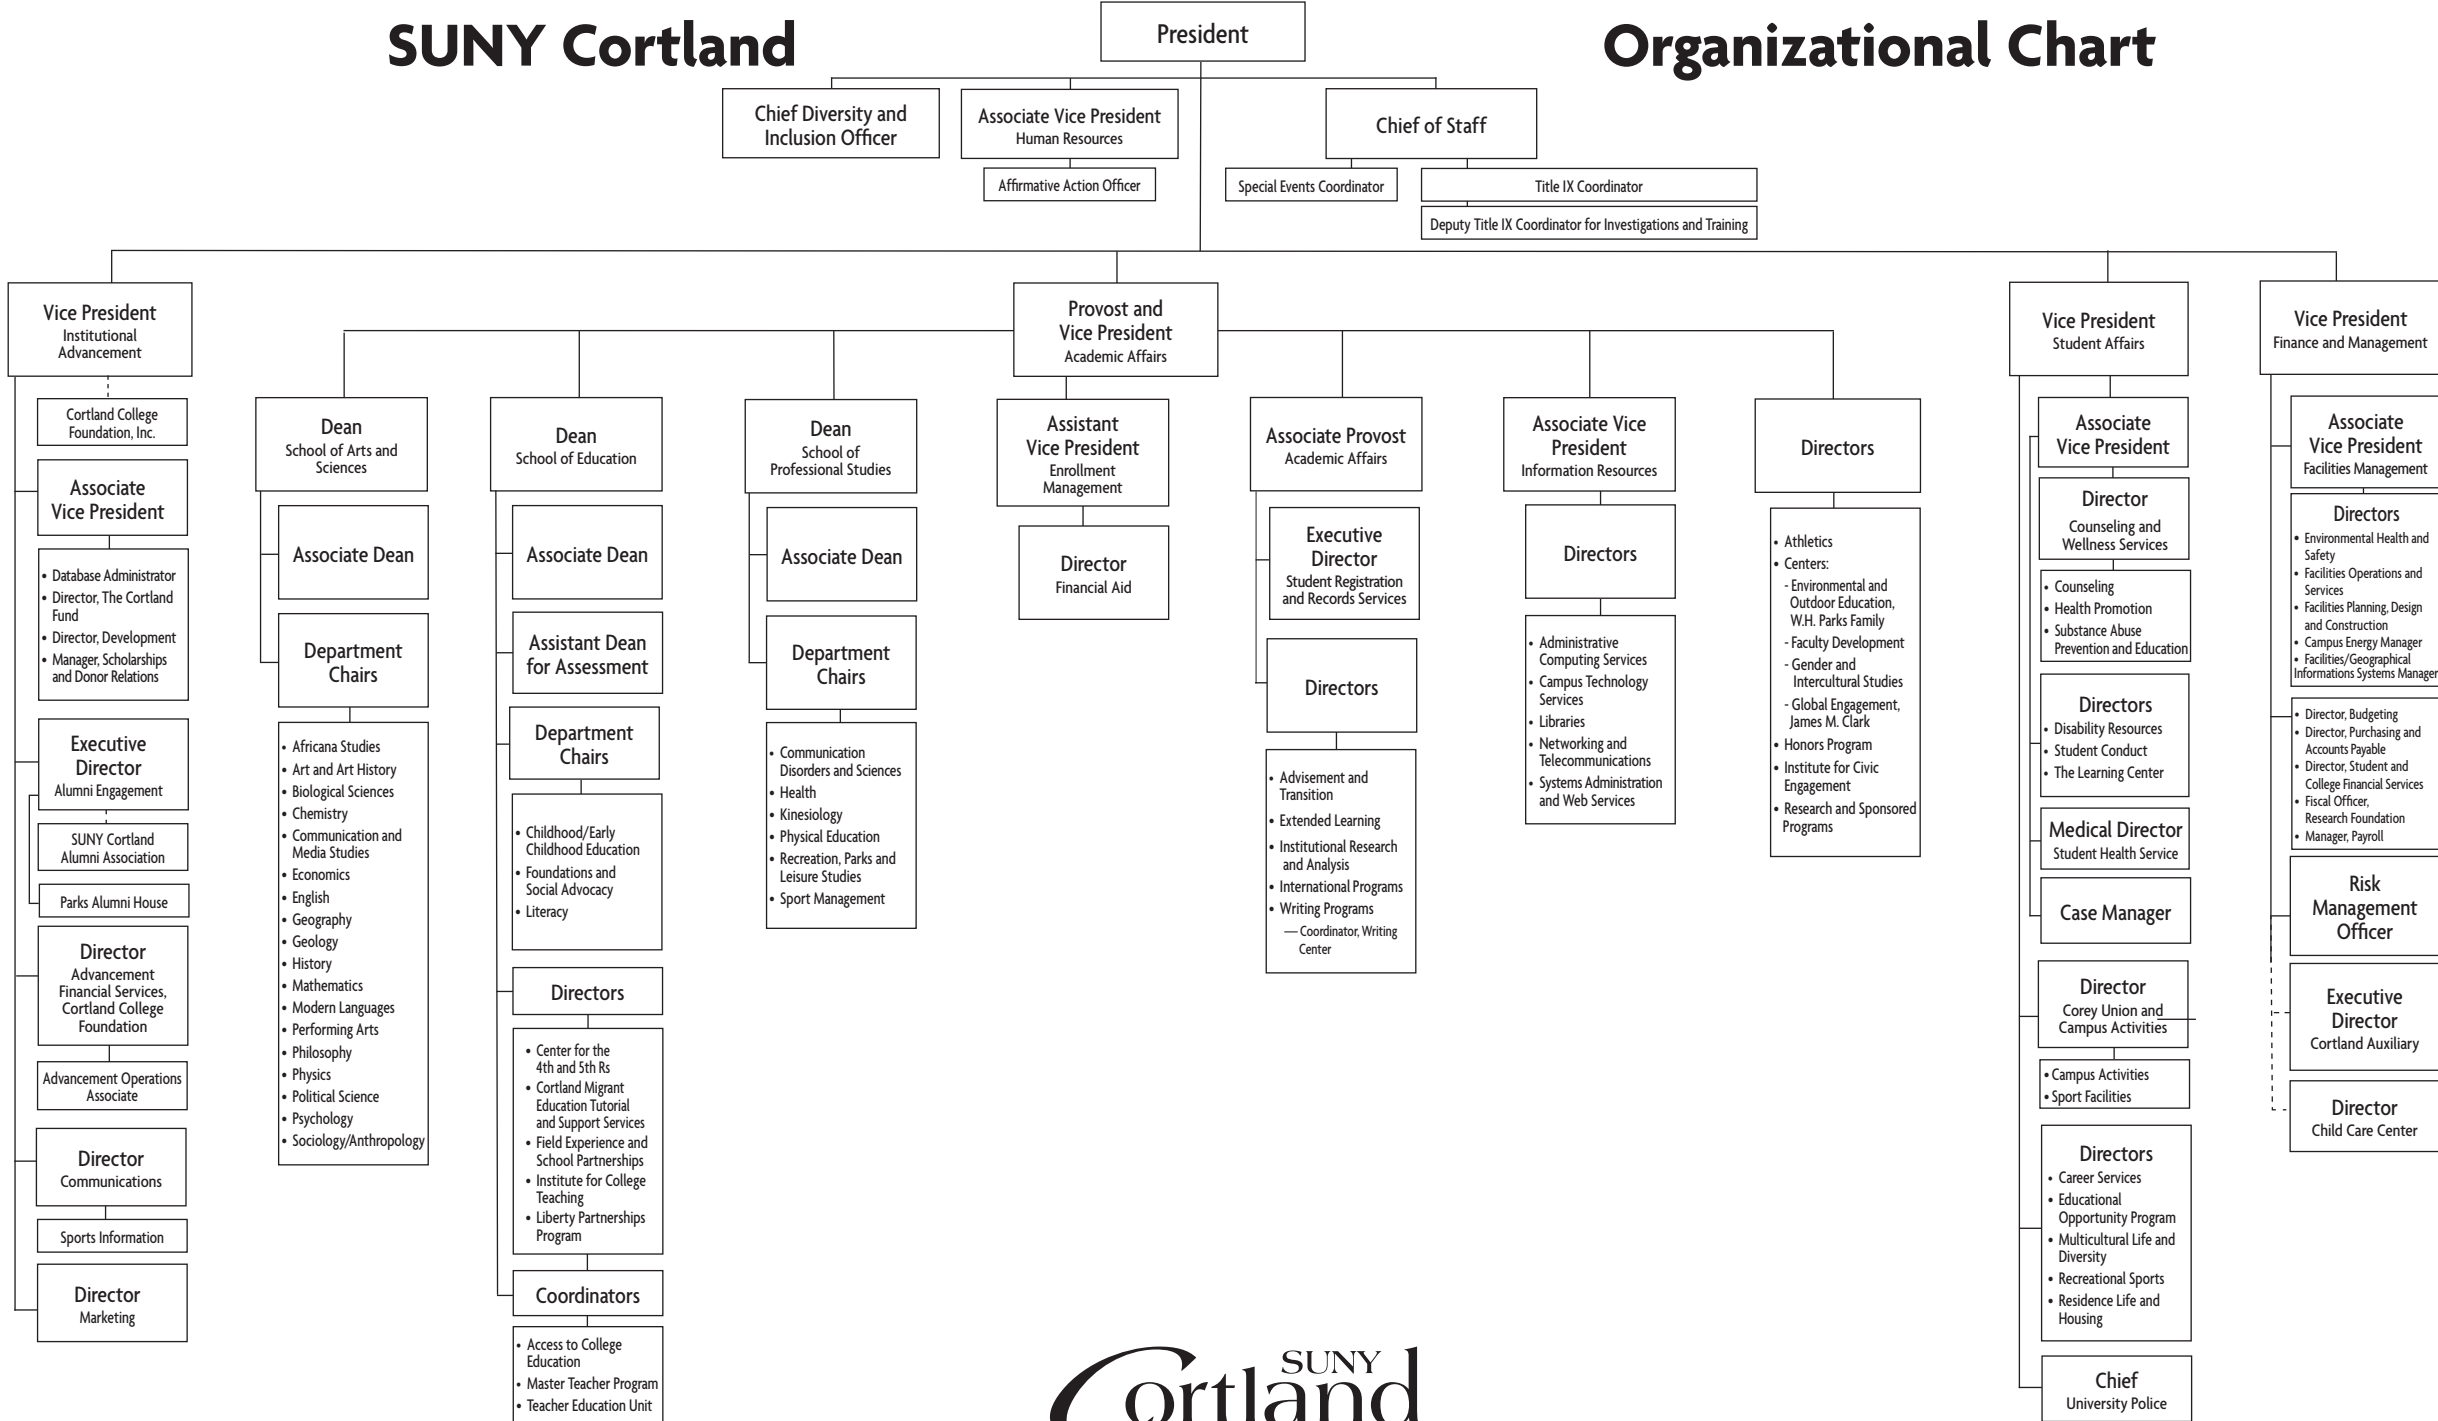 SUNY Cortland
Organizational Chart
President
Chief Diversity and
Inclusion Officer
Associate Vice President
Human Resources
Affirmative Action Officer
Chief of Staff
Special Events Coordinator
Title IX Coordinator
Deputy Title IX Coordinator for Investigations and Training
Vice President
Institutional
Advancement
Cortland College
Foundation, Inc.
Associate
Vice President
• Database Administrator
• Director, The Cortland
Fund
• Director, Development
• Manager, Scholarships
and Donor Relations
Executive
Director
Alumni Engagement
SUNY Cortland
Alumni Association
Parks Alumni House
Director
Advancement
Financial Services,
Cortland College
Foundation
Advancement Operations
Associate
Director
Communications
Sports Information
Director
Marketing
Provost and
Vice President
Academic Affairs
Dean
School of Arts and
Sciences
Associate Dean
Department
Chairs
• Africana Studies
• Art and Art History
• Biological Sciences
• Chemistry
• Communication and
Media Studies
• Economics
• English
• Geography
• Geology
• History
• Mathematics
• Modern Languages
• Performing Arts
• Philosophy
• Physics
• Political Science
• Psychology
• Sociology/Anthropology
Dean
School of Education
Associate Dean
Assistant Dean
for Assessment
Department
Chairs
• Childhood/Early
Childhood Education
• Foundations and
Social Advocacy
• Literacy
Directors
• Center for the
4th and 5th Rs
• Cortland Migrant
Education Tutorial
and Support Services
• Field Experience and
School Partnerships
• Institute for College
Teaching
• Liberty Partnerships
Program
Coordinators
• Access to College
Education
• Master Teacher Program
• Teacher Education Unit
Dean
School of
Professional Studies
Associate Dean
Department
Chairs
• Communication
Disorders and Sciences
• Health
• Kinesiology
• Physical Education
• Recreation, Parks and
Leisure Studies
• Sport Management
Assistant
Vice President
Enrollment
Management
Director
Financial Aid
Associate Provost
Academic Affairs
Executive
Director
Student Registration
and Records Services
Directors
• Advisement and
Transition
• Extended Learning
• Institutional Research
and Analysis
• International Programs
• Writing Programs
— Coordinator, Writing
Center
Associate Vice
President
Information Resources
Directors
• Administrative
Computing Services
• Campus Technology
Services
• Libraries
• Networking and
Telecommunications
• Systems Administration
and Web Services
Directors
• Athletics
• Centers:
- Environmental and
Outdoor Education,
W.H. Parks Family
- Faculty Development
- Gender and
Intercultural Studies
- Global Engagement,
James M. Clark
• Honors Program
• Institute for Civic
Engagement
• Research and Sponsored
Programs
Vice President
Student Affairs
Associate
Vice President
Director
Counseling and
Wellness Services
• Counseling
• Health Promotion
• Substance Abuse
Prevention and Education
Directors
• Disability Resources
• Student Conduct
• The Learning Center
Medical Director
Student Health Service
Case Manager
Director
Corey Union and
Campus Activities
• Campus Activities
• Sport Facilities
Directors
• Career Services
• Educational
Opportunity Program
• Multicultural Life and
Diversity
• Recreational Sports
• Residence Life and
Housing
Chief
University Police
Vice President
Finance and Management
Associate
Vice President
Facilities Management
Directors
• Environmental Health and
Safety
• Facilities Operations and
Services
• Facilities Planning, Design
and Construction
• Campus Energy Manager
• Facilities/Geographical
Informations Systems Manager
• Director, Budgeting
• Director, Purchasing and
Accounts Payable
• Director, Student and
College Financial Services
• Fiscal Officer,
Research Foundation
• Manager, Payroll
Risk
Management
Officer
Executive
Director
Cortland Auxiliary
Director
Child Care Center
SUNY
Cortland